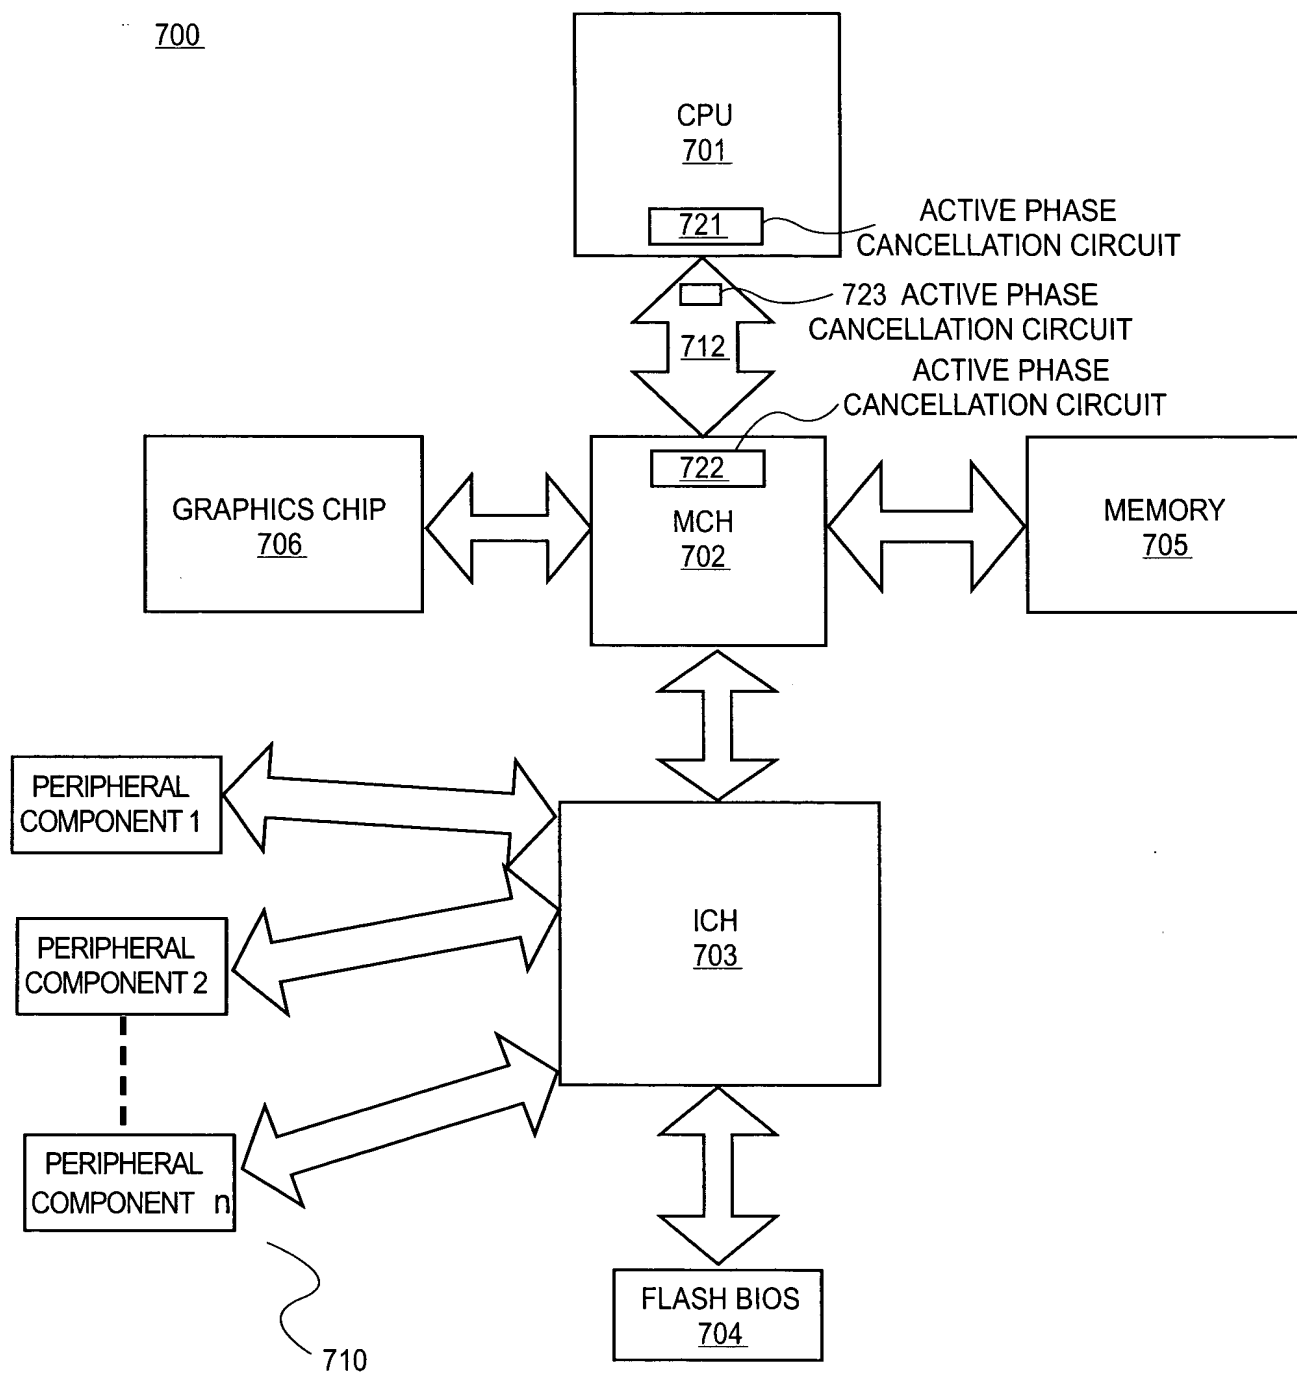 700
CPU
701
721
ACTIVE PHASE
CANCELLATION CIRCUIT
723 ACTIVE PHASE
CANCELLATION CIRCUIT
712
ACTIVE PHASE
CANCELLATION CIRCUIT
722
GRAPHICS CHIP
706
MCH
702
MEMORY
705
PERIPHERAL
COMPONENT 1
PERIPHERAL
COMPONENT 2
ICH
703
PERIPHERAL
COMPONENT n
FLASH BIOS
704
710